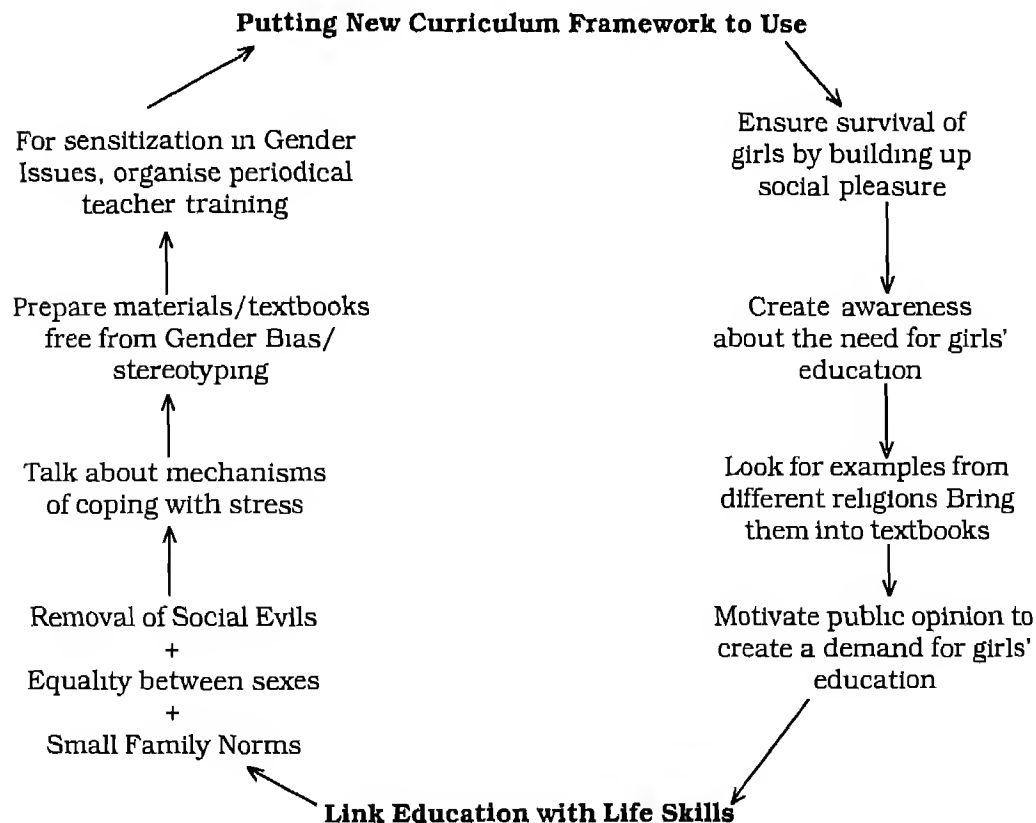 Putting New Curriculum Framework to Use
Ensure survival of
girls by building up
social pleasure
Create awareness
about the need for girls'
education
Look for examples from
different religions Bring
them into textbooks
Motivate public opinion to
create a demand for girls'
education
Link Education with Life Skills
Removal of Social Evils
+
Equality between sexes
+
Small Family Norms
Talk about mechanisms
of coping with stress
Prepare materials/textbooks
free from Gender Bias/
stereotyping
For sensitization in Gender
Issues, organise periodical
teacher training